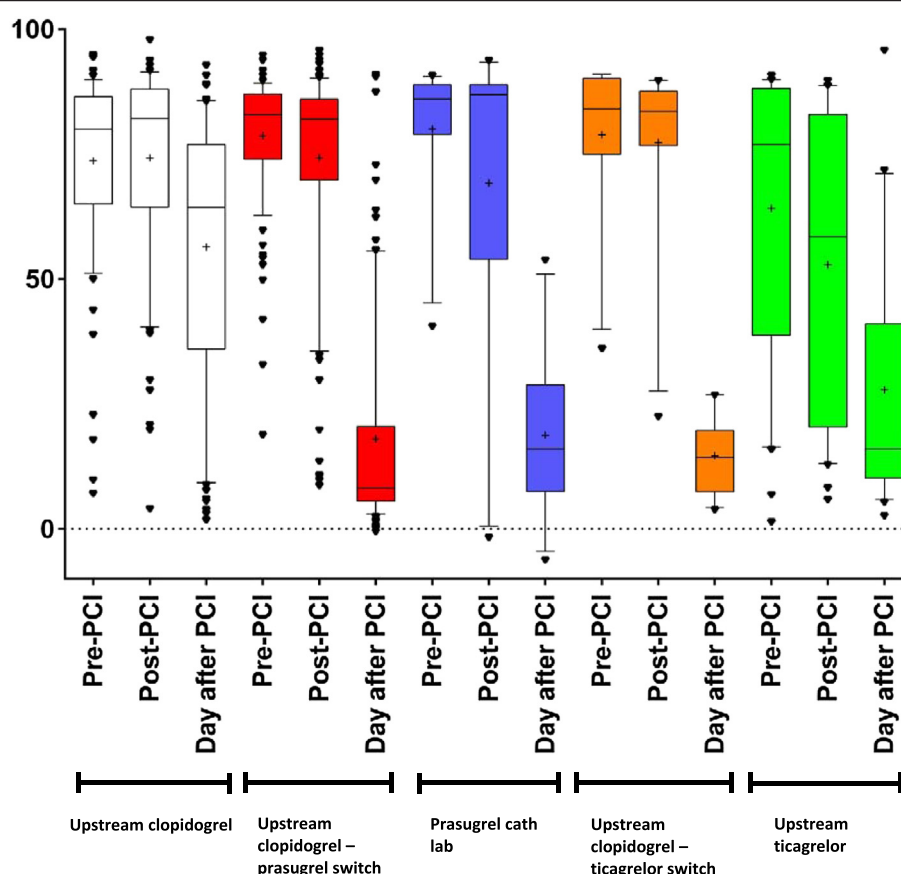 100
50
0
Pre-PCI
Post-PCI
Day after PCI
Pre-PCI
Post-PCI
Day after PCI
Pre-PCI
Post-PCI
Day after PCI
Pre-PCI
Post-PCI
Day after PCI
Pre-PCI
Post-PCI
Day after PCI
Upstream clopidogrel
Upstream
clopidogrel –
prasugrel switch
Prasugrel cath
lab
Upstream
clopidogrel –
ticagrelor switch
Upstream
ticagrelor